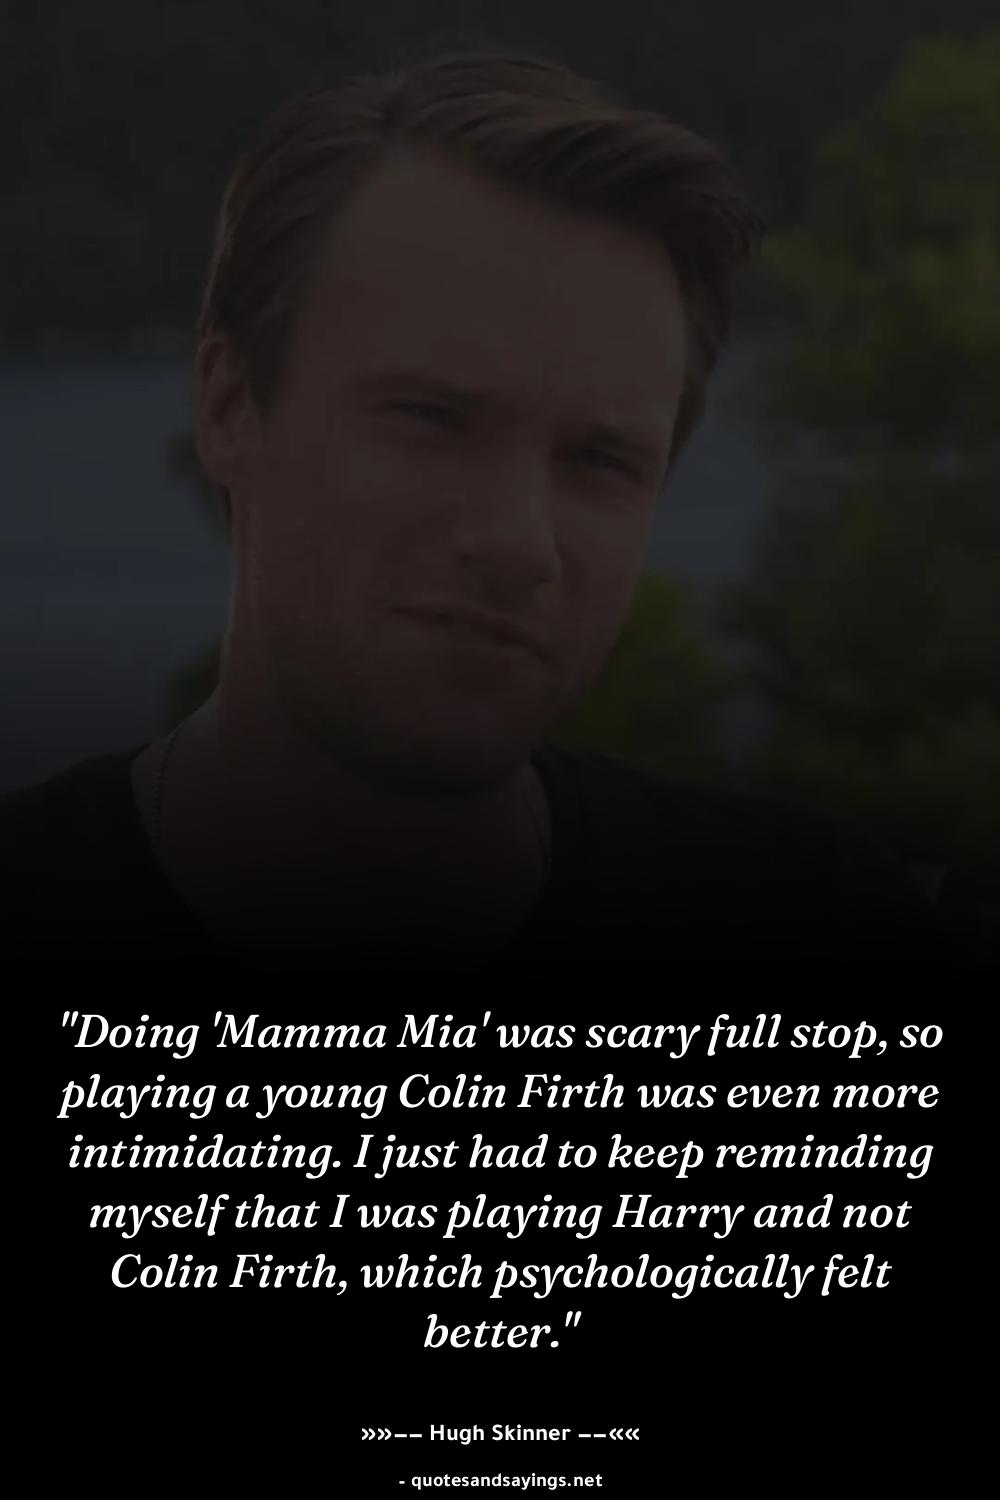 "Doing 'Mamma Mia' was scary full stop, so
playing a young Colin Firth was even more
intimidating. I just had to keep reminding
myself that I was playing Harry and not
Colin Firth, which psychologically felt
better."
»»−− Hugh Skinner −−««
- quotesandsayings.net